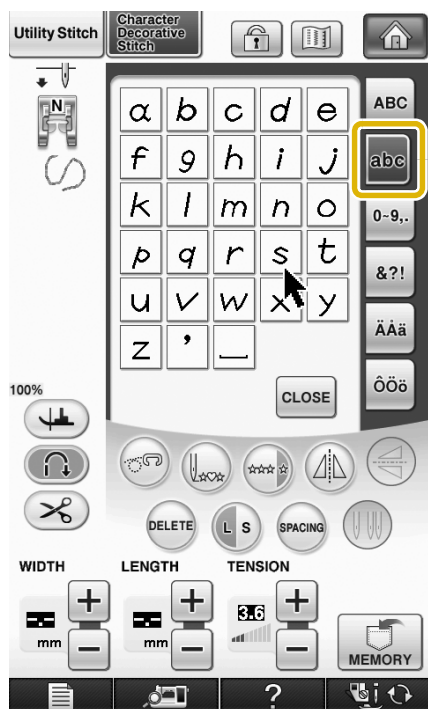 Utility Stitch
Character
Decorative
Stitch
N
a b c d e
f g h i j
k l m n o
p q r s t
u v w x y
z ’ _
ABC
abc
0~9,.
&?!
ÄÅä
ÔÖö
CLOSE
100%
DELETE
L S
SPACING
WIDTH
mm
LENGTH
mm
TENSION
3.6
MEMORY
?